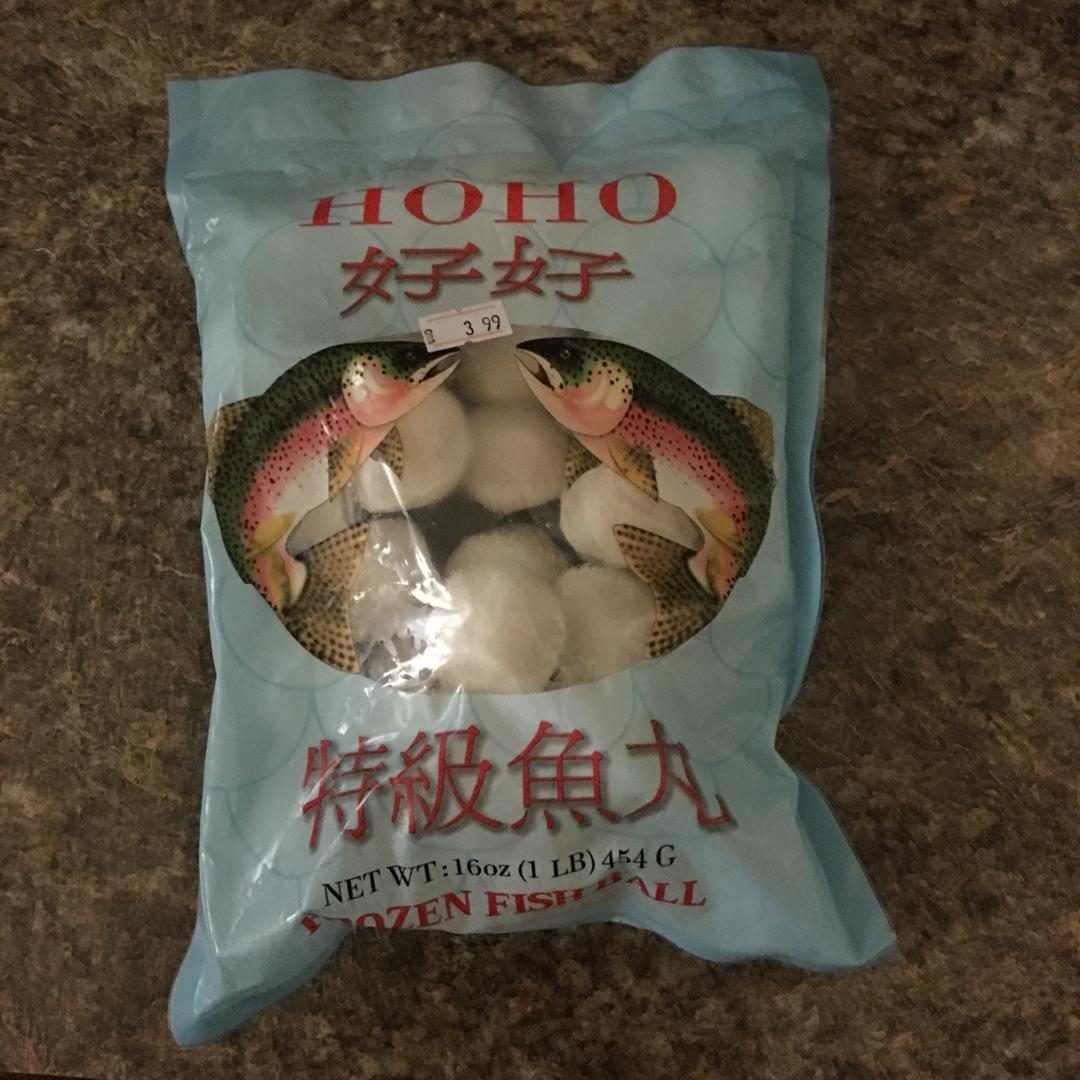 HOHO
好好
3 99
特級魚丸
NET WT: 16oz (1 LB) 454 G
FROZEN FISH BALL